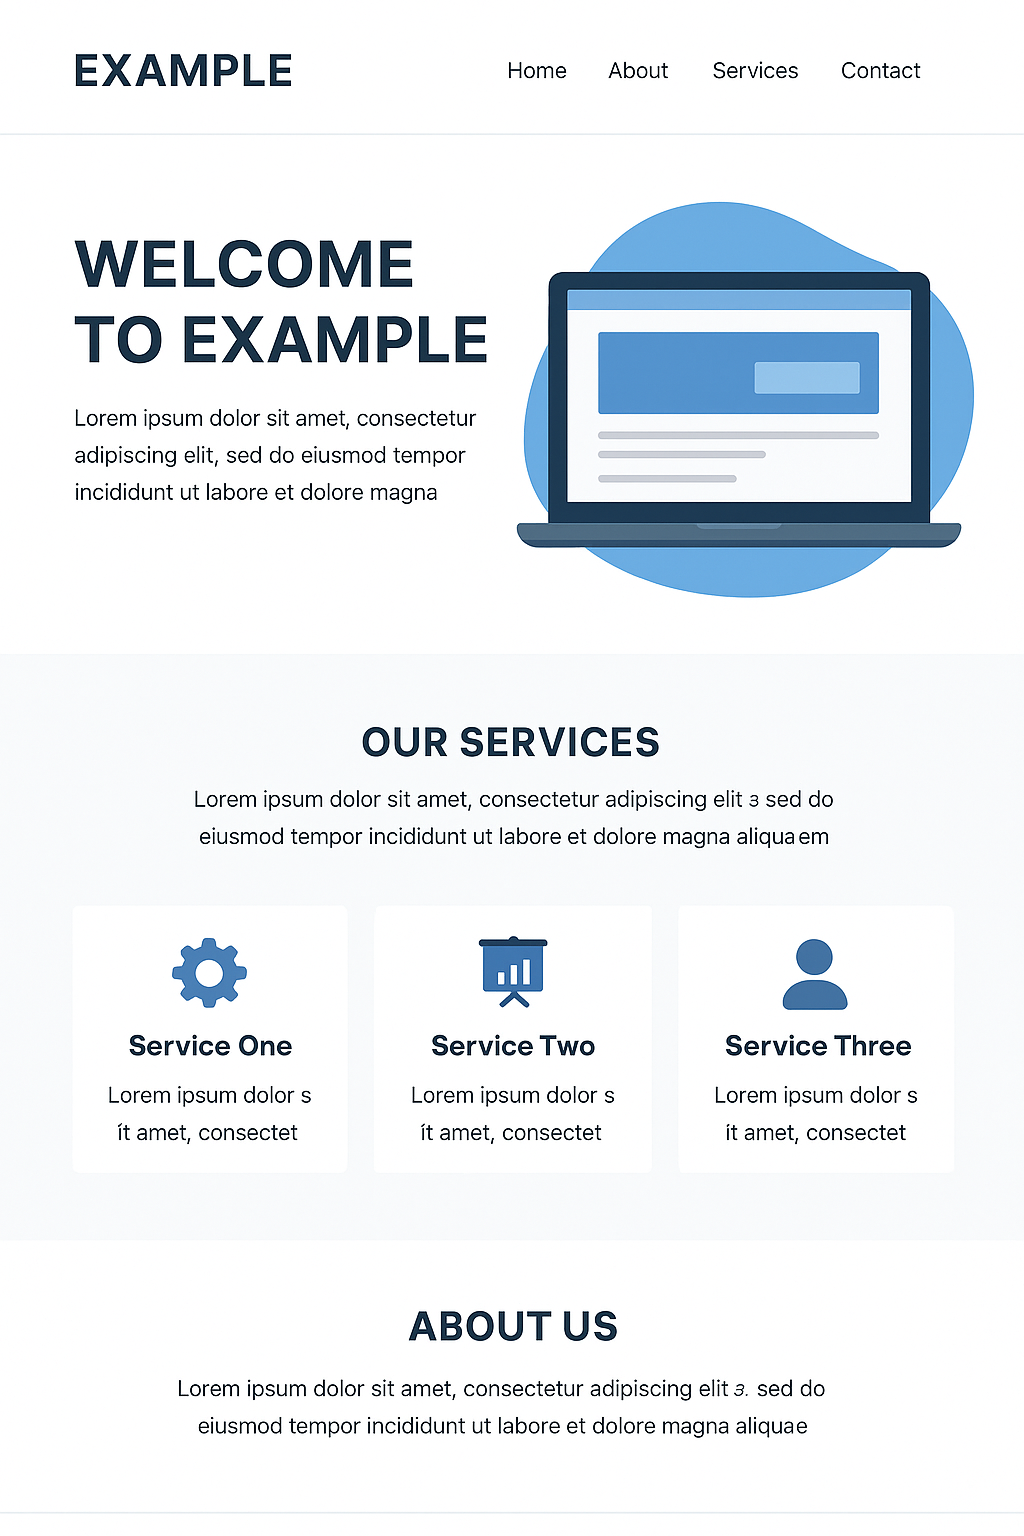 EXAMPLE
Home About Services Contact
WELCOME
TO EXAMPLE
Lorem ipsum dolor sit amet, consectetur
adipiscing elit, sed do eiusmod tempor
incididunt ut labore et dolore magna
OUR SERVICES
Lorem ipsum dolor sit amet, consectetur adipiscing elit з sed do
eiusmod tempor incididunt ut labore et dolore magna aliqua em
Service One
Lorem ipsum dolor s
ít amet, consectet
Service Two
Lorem ipsum dolor s
ít amet, consectet
Service Three
Lorem ipsum dolor s
ít amet, consectet
ABOUT US
Lorem ipsum dolor sit amet, consectetur adipiscing elit з. sed do
eiusmod tempor incididunt ut labore et dolore magna aliquae